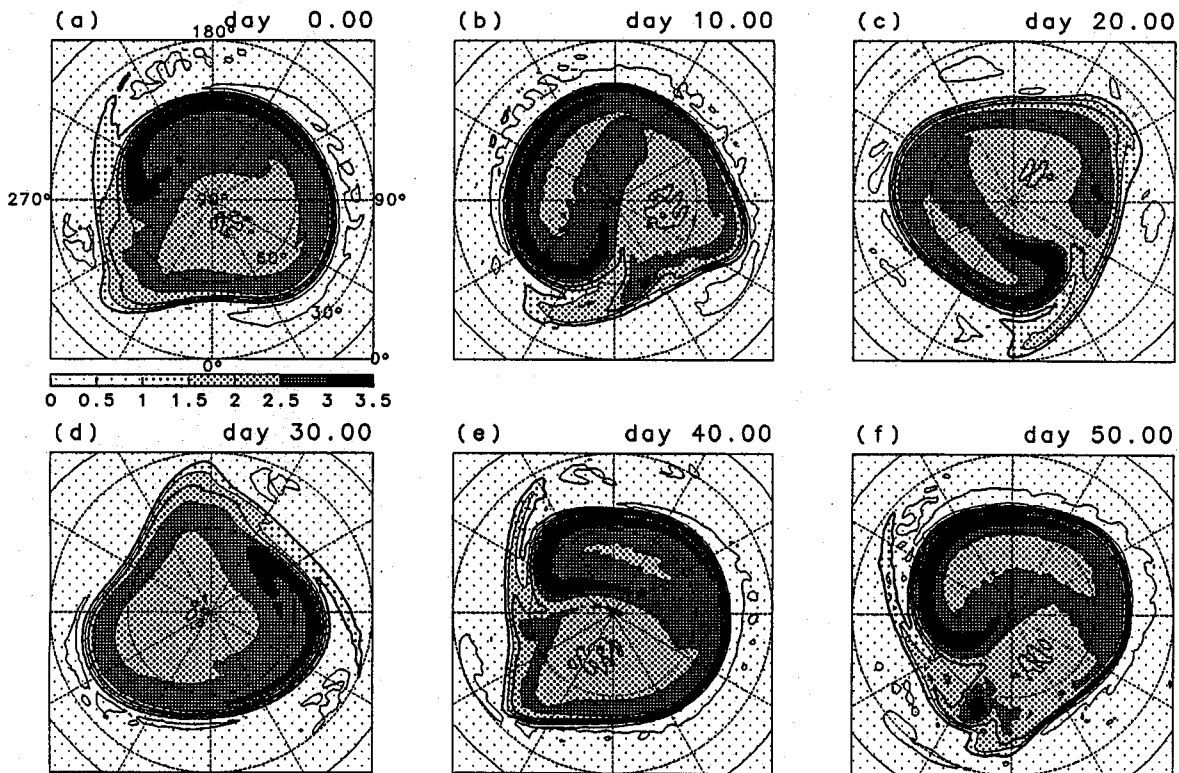 (a) day 0.00
(b) day 10.00
(c) day 20.00
180°
270°
90°
60°
30°
0°
0°
0 0.5 1 1.5 2 2.5 3 3.5
(d) day 30.00
(e) day 40.00
(f) day 50.00